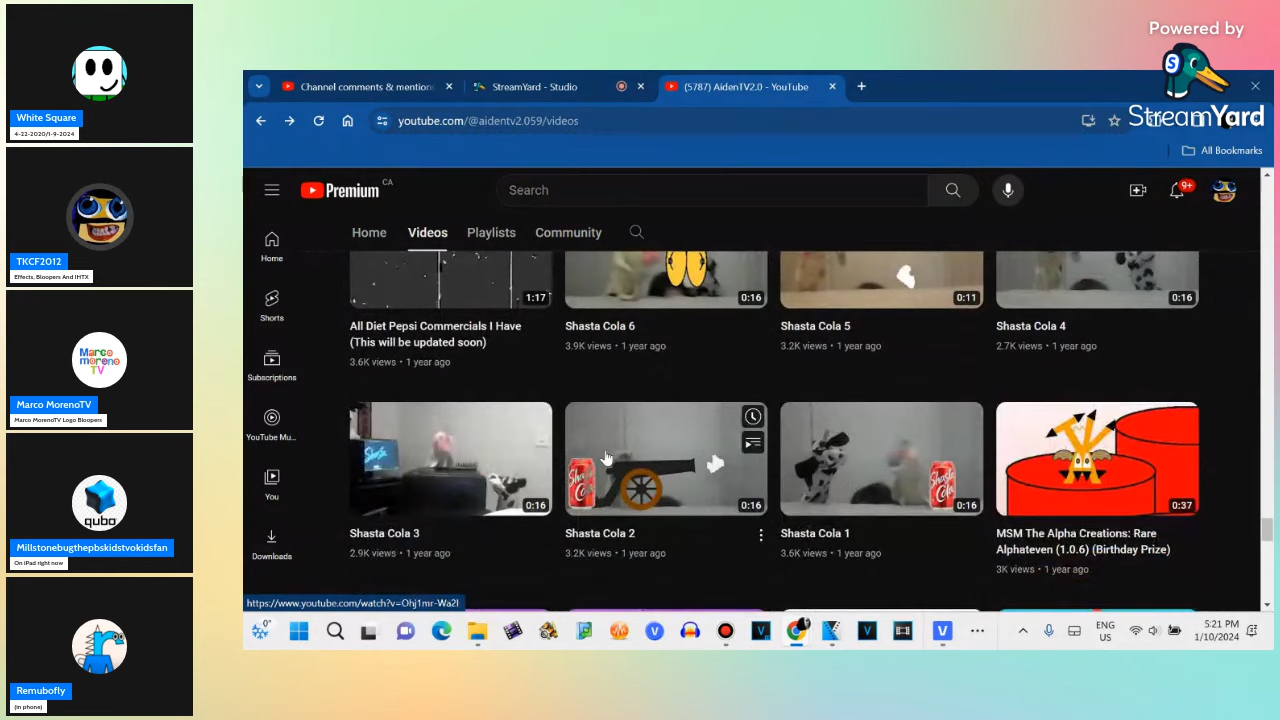 Powered by
StreamYard
White Square
4-22-2020/1-9-2024
TKCF2012
Effects, Bloopers And IHTX
Marco
moreno
TV
Marco MorenoTV
Marco MorenoTV Logo Bloopers
qubo
Millstonebugthepbskidstvokidsfan
On iPad right now
Remubofly
(in phone)
Channel comments & mention
StreamYard - Studio
(5787) AidenTV2.0 - YouTube
youtube.com/@aidentv2.059/videos
All Bookmarks
Premium CA
Search
9+
Home
Videos
Playlists
Community
Home
Shorts
Subscriptions
YouTube Mu...
You
Downloads
1:17
0:16
0:11
0:16
All Diet Pepsi Commercials I Have
(This will be updated soon)
3.6K views • 1 year ago
Shasta Cola 6
3.9K views • 1 year ago
Shasta Cola 5
3.2K views • 1 year ago
Shasta Cola 4
2.7K views • 1 year ago
0:16
0:16
0:16
0:37
Shasta Cola 3
2.9K views • 1 year ago
Shasta Cola 2
3.2K views • 1 year ago
Shasta Cola 1
3.6K views • 1 year ago
MSM The Alpha Creations: Rare
Alphateven (1.0.6) (Birthday Prize)
3K views • 1 year ago
https://www.youtube.com/watch?v=Ohj1mr-Wa2I
0°
ENG
US
5:21 PM
1/10/2024